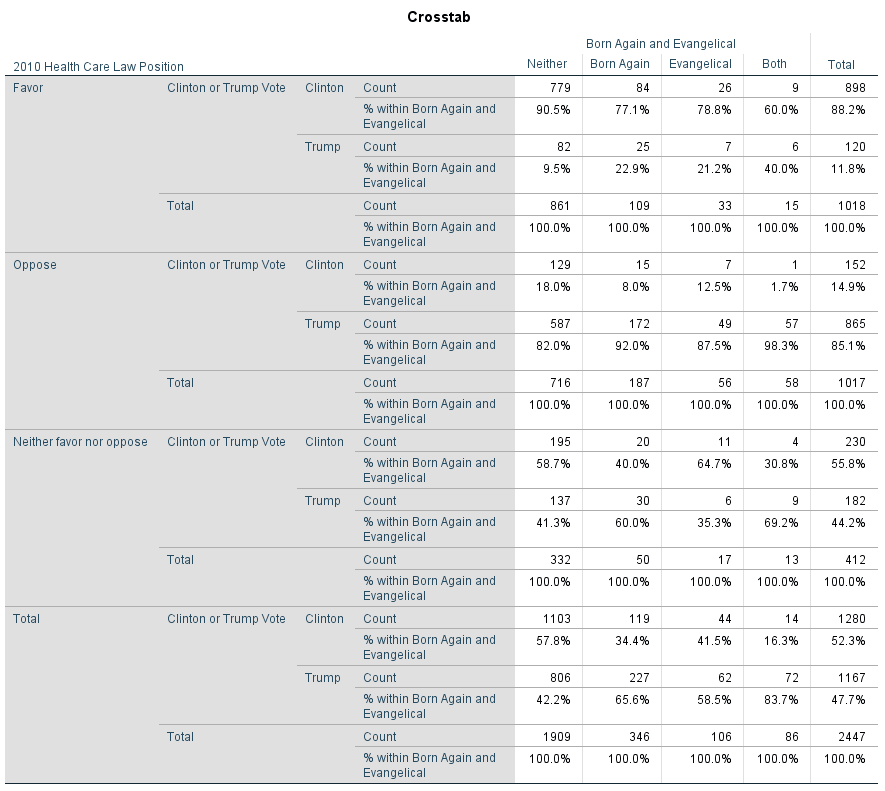 Crosstab
Born Again and Evangelical
2010 Health Care Law Position Neither Born Again Evangelical Both Total
Favor Clinton or Trump Vote Clinton Count 779 84 26 9 898
% within Born Again and Evangelical 90.5% 77.1% 78.8% 60.0% 88.2%
Trump Count 82 25 7 6 120
% within Born Again and Evangelical 9.5% 22.9% 21.2% 40.0% 11.8%
Total Count 861 109 33 15 1018
% within Born Again and Evangelical 100.0% 100.0% 100.0% 100.0% 100.0%
Oppose Clinton or Trump Vote Clinton Count 129 15 7 1 152
% within Born Again and Evangelical 18.0% 8.0% 12.5% 1.7% 14.9%
Trump Count 587 172 49 57 865
% within Born Again and Evangelical 82.0% 92.0% 87.5% 98.3% 85.1%
Total Count 716 187 56 58 1017
% within Born Again and Evangelical 100.0% 100.0% 100.0% 100.0% 100.0%
Neither favor nor oppose Clinton or Trump Vote Clinton Count 195 20 11 4 230
% within Born Again and Evangelical 58.7% 40.0% 64.7% 30.8% 55.8%
Trump Count 137 30 6 9 182
% within Born Again and Evangelical 41.3% 60.0% 35.3% 69.2% 44.2%
Total Count 332 50 17 13 412
% within Born Again and Evangelical 100.0% 100.0% 100.0% 100.0% 100.0%
Total Clinton or Trump Vote Clinton Count 1103 119 44 14 1280
% within Born Again and Evangelical 57.8% 34.4% 41.5% 16.3% 52.3%
Trump Count 806 227 62 72 1167
% within Born Again and Evangelical 42.2% 65.6% 58.5% 83.7% 47.7%
Total Count 1909 346 106 86 2447
% within Born Again and Evangelical 100.0% 100.0% 100.0% 100.0% 100.0%